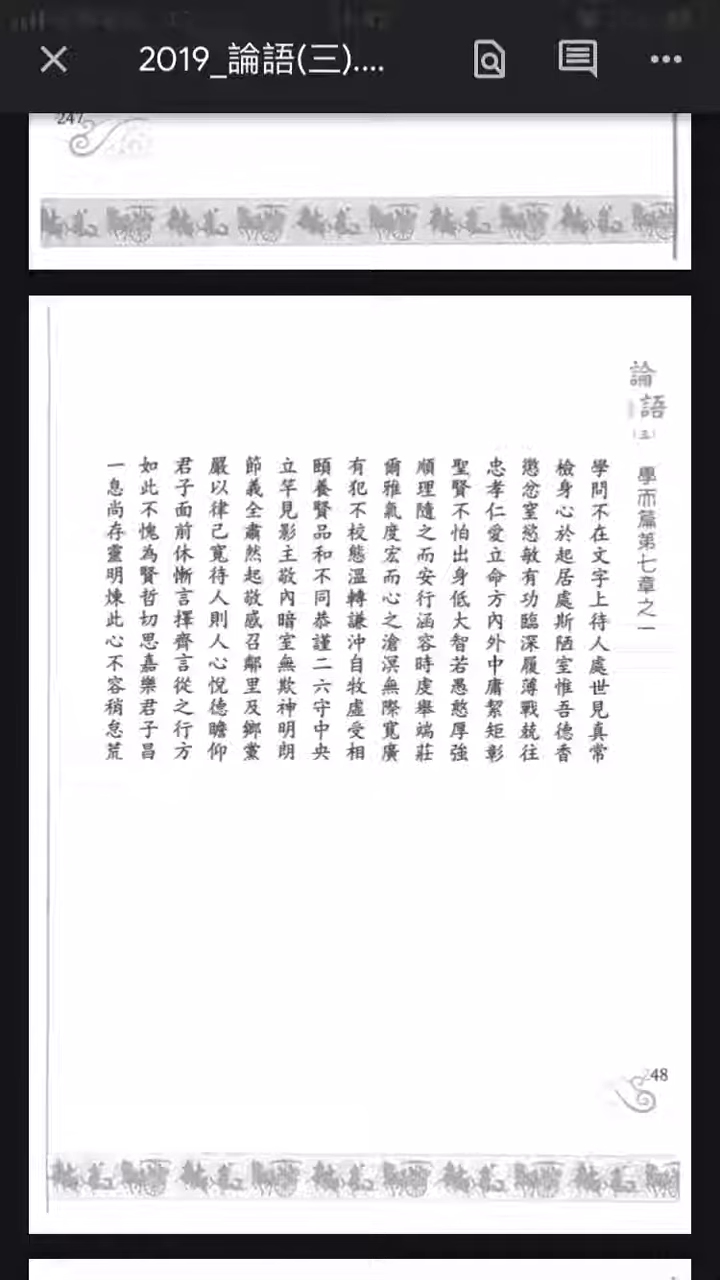 2019_論語(三)....
247
論語
(三)
學而篇第七章之一
學問不在文字上待人處世見真常
檢身心於起居處斯陋室惟吾德香
懲忿窒慾敏有功臨深履薄戰兢往
忠孝仁愛立命方內外中庸絜矩彰
聖賢不怕出身低大智若愚憨厚強
順理隨之而安行涵容時虔舉端莊
爾雅氣度宏而心之滄溟無際寬廣
有犯不校態溫轉謙沖自牧虛受相
頤養賢品和不同恭謹二六守中央
立竿見影主敬內暗室無欺神明朗
節義全肅然起敬感召鄰里及鄉黨
嚴以律己寬待人則人心悅德瞻仰
君子面前休慚言擇齊言從之行方
如此不愧為賢哲切思嘉樂君子昌
一息尚存靈明煉此心不容稍怠荒
248